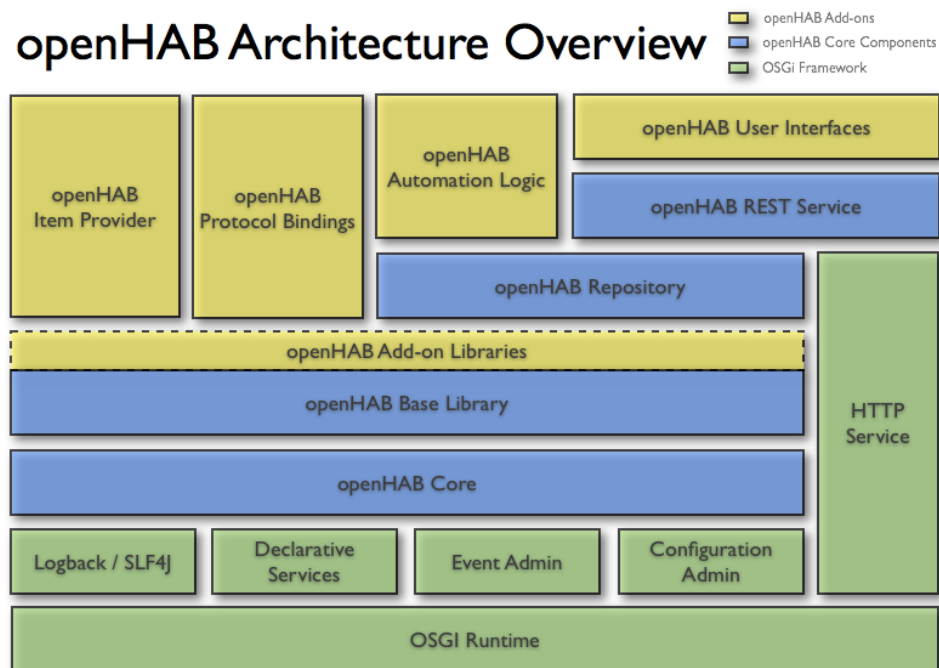 openHAB Architecture Overview
openHAB Add-ons
openHAB Core Components
OSGi Framework
openHAB
Item Provider
openHAB
Protocol Bindings
openHAB
Automation Logic
openHAB User Interfaces
openHAB REST Service
openHAB Repository
openHAB Add-on Libraries
openHAB Base Library
HTTP
Service
openHAB Core
Logback / SLF4J
Declarative
Services
Event Admin
Configuration
Admin
OSGI Runtime